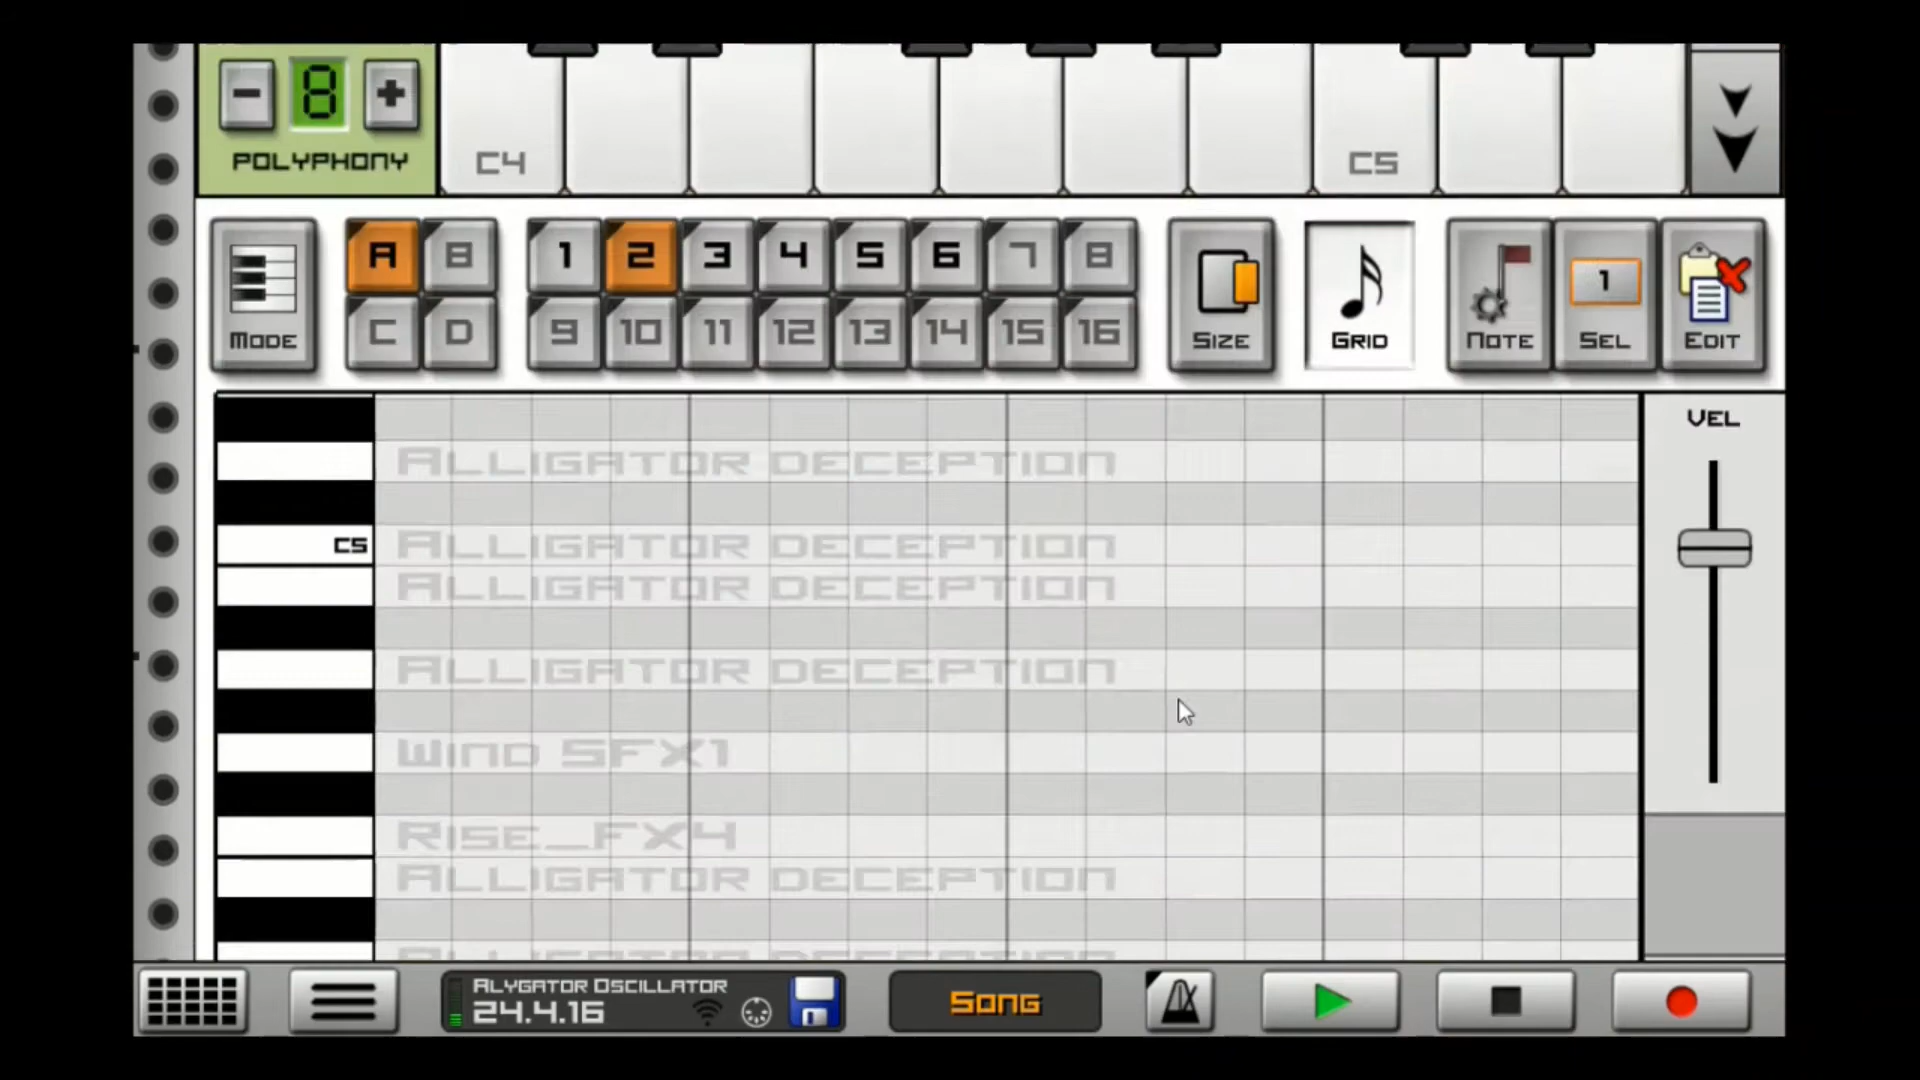 - 8 +
POLYPHONY
C4 C5
A B 1 2 3 4 5 6 7 8
C D 9 10 11 12 13 14 15 16
MODE SIZE GRID NOTE 1 SEL EDIT
VEL
ALLIGATOR DECEPTION
C5 ALLIGATOR DECEPTION
ALLIGATOR DECEPTION
ALLIGATOR DECEPTION
WIND SFX1
RISE_FX4
ALLIGATOR DECEPTION
ALLIGATOR DECEPTION
ALYGATOR OSCILLATOR
24.4.16
SONG